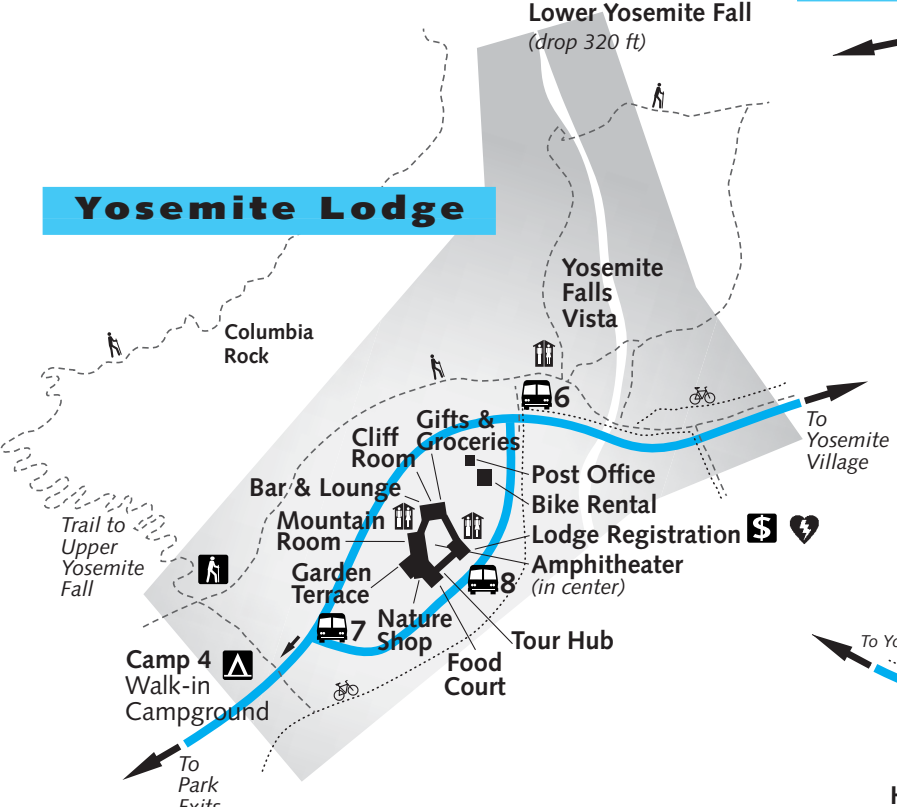 Lower Yosemite Fall
(drop 320 ft)
Yosemite Lodge
Yosemite
Falls
Vista
Columbia
Rock
6
To
Yosemite
Village
Gifts &
Groceries
Cliff
Room
Post Office
Bar & Lounge
Bike Rental
Mountain
Room
Lodge Registration
$
Trail to
Upper
Yosemite
Fall
Garden
Terrace
Amphitheater
(in center)
8
Nature
Shop
7
Tour Hub
Food
Court
Camp 4
Walk-in
Campground
To
Park
Exits
To